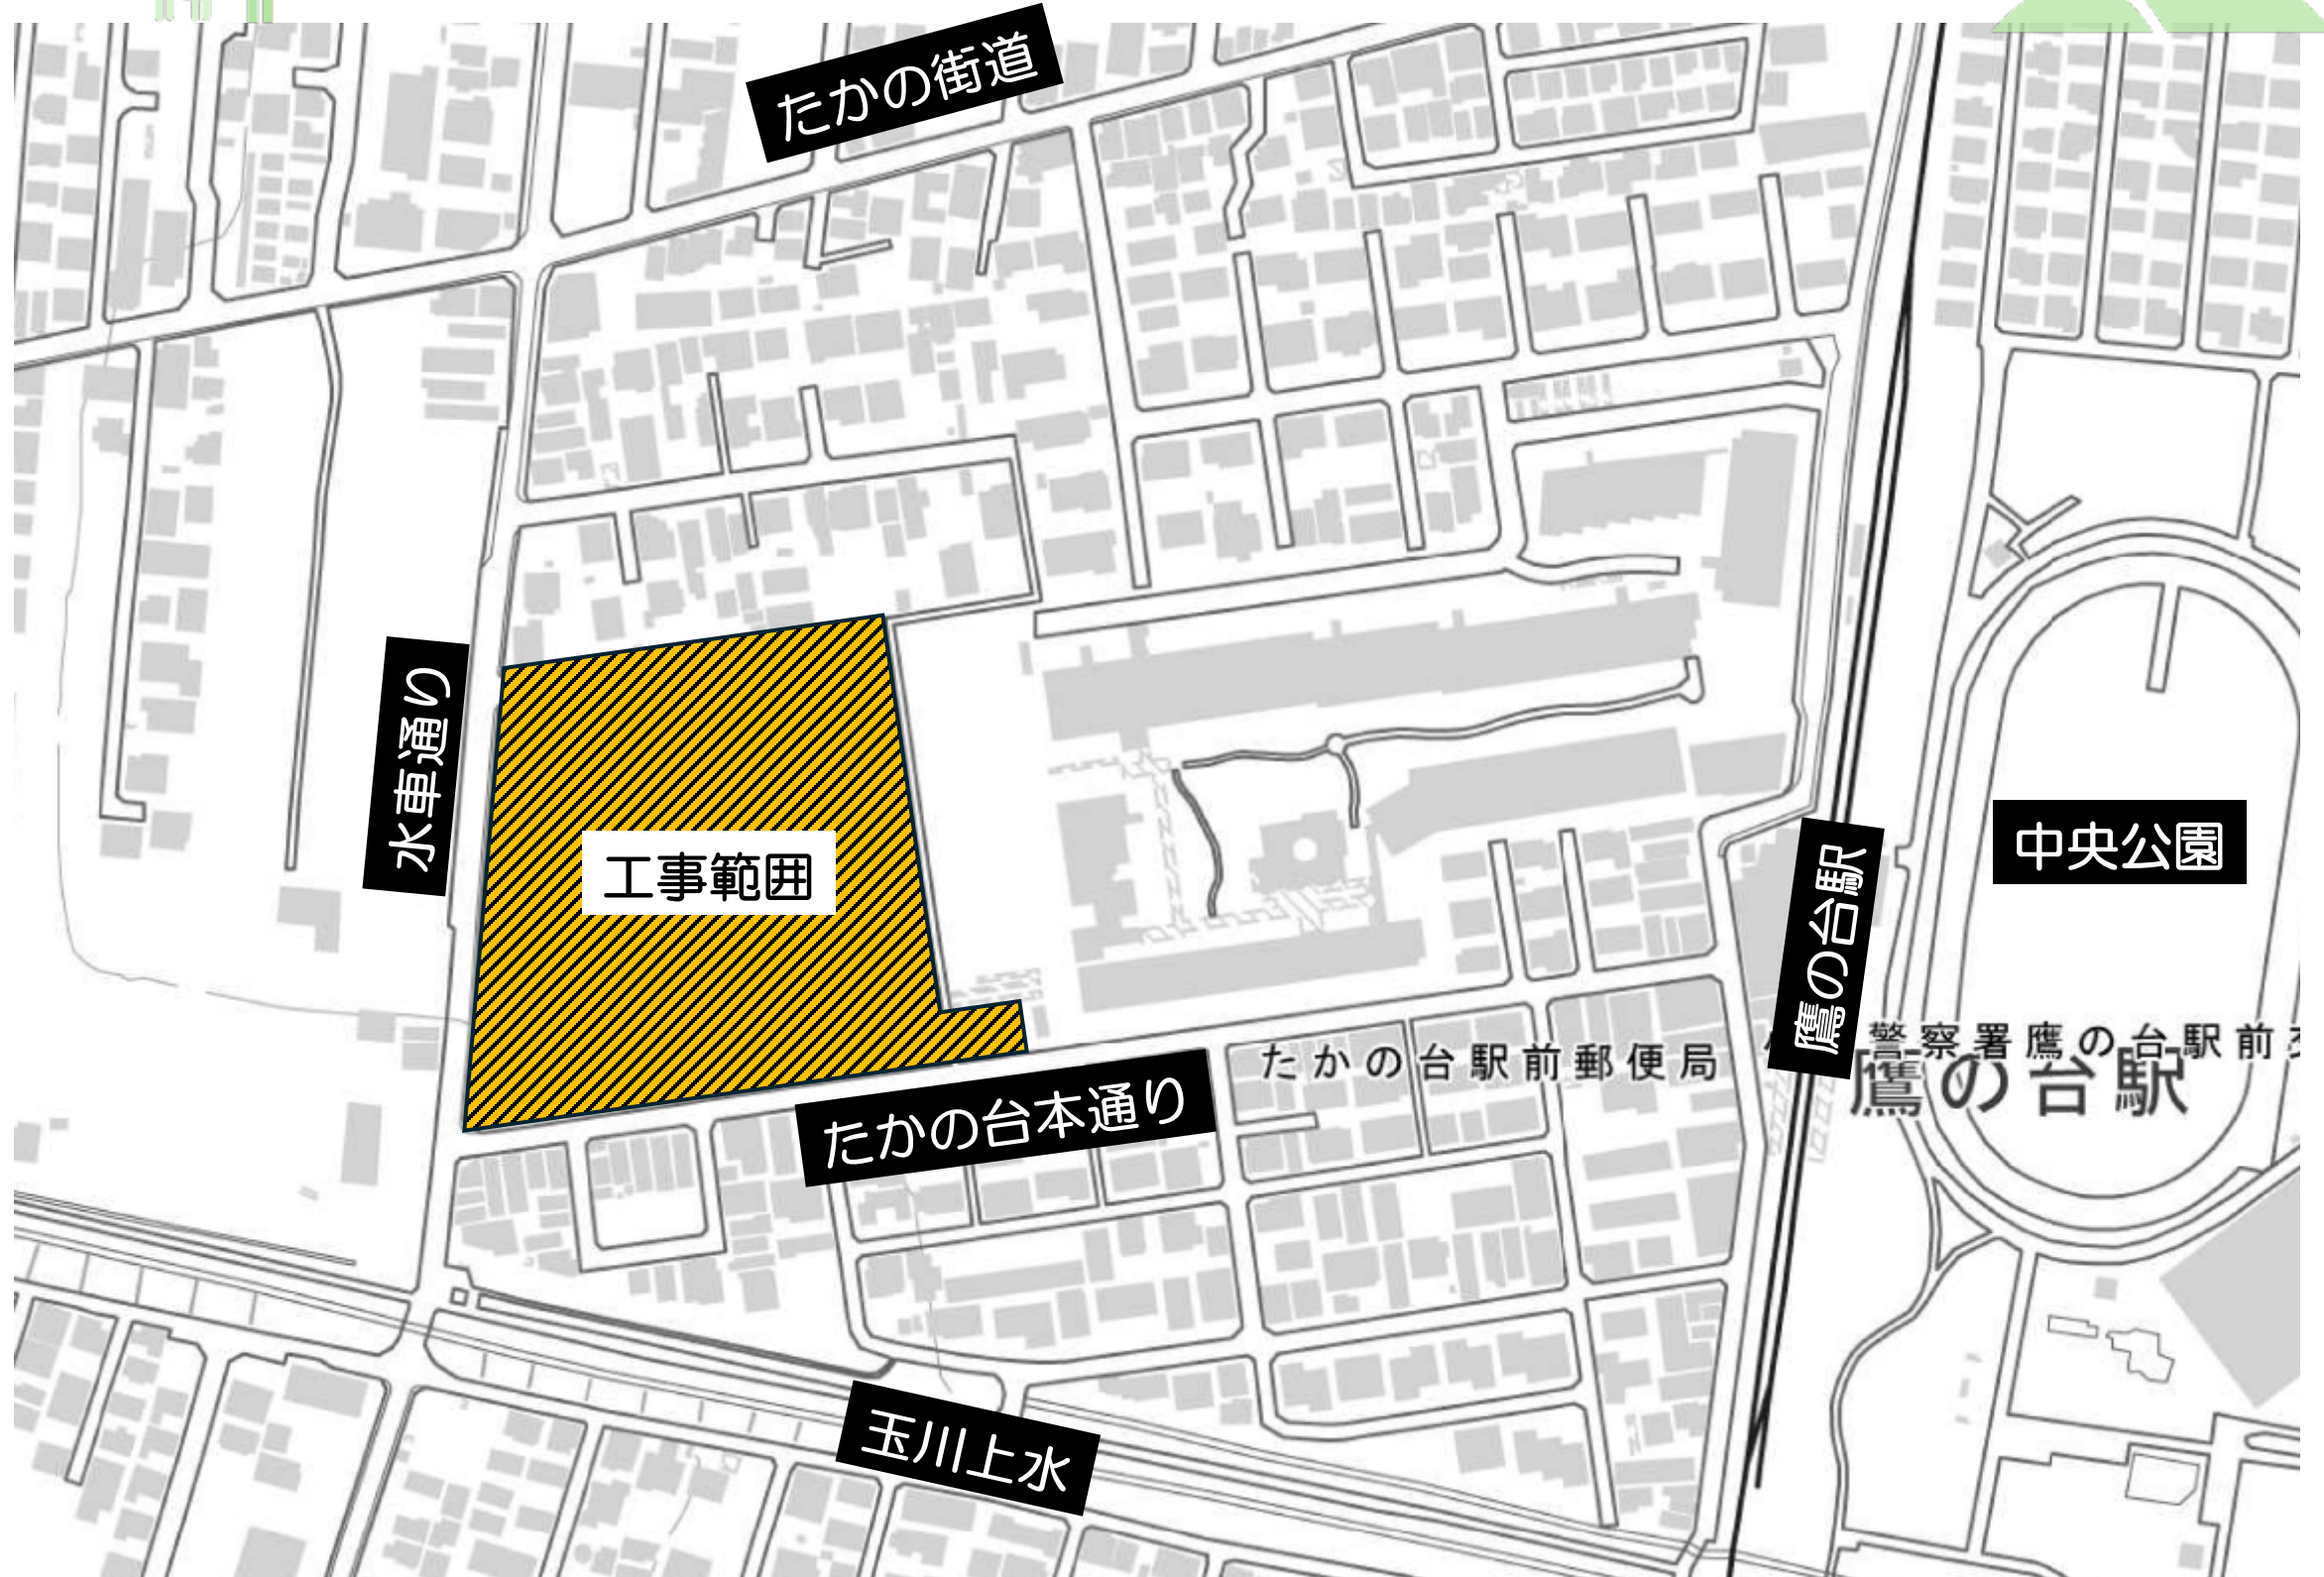 たかの街道
水車通り
工事範囲
中央公園
鷹の台駅
たかの台駅前郵便局
警察署鷹の台駅前
鷹の台駅
たかの台本通り
玉川上水